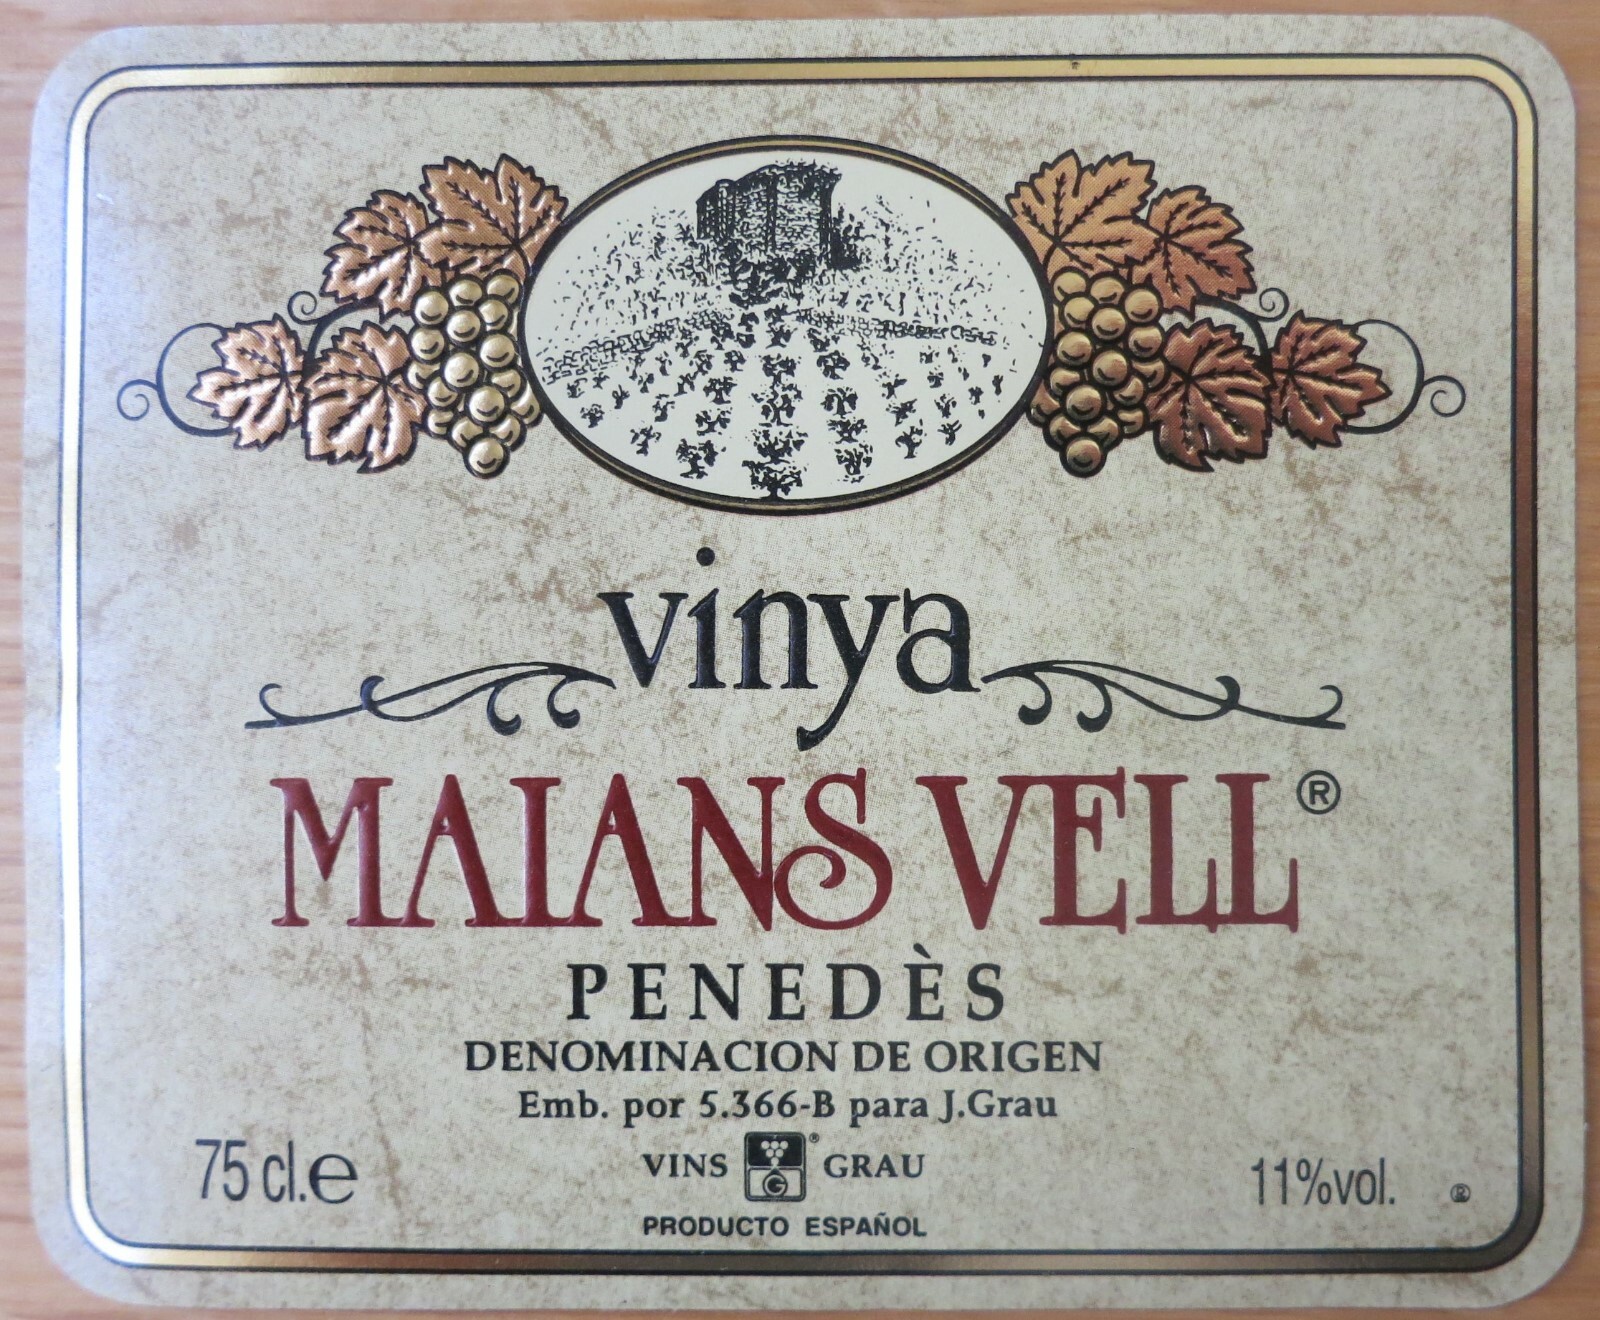 vinya
MAIANS VELL®
PENEDÈS
DENOMINACION DE ORIGEN
Emb. por 5.366-B para J.Grau
75 cl.e
VINS G® GRAU
11%vol.
PRODUCTO ESPAÑOL